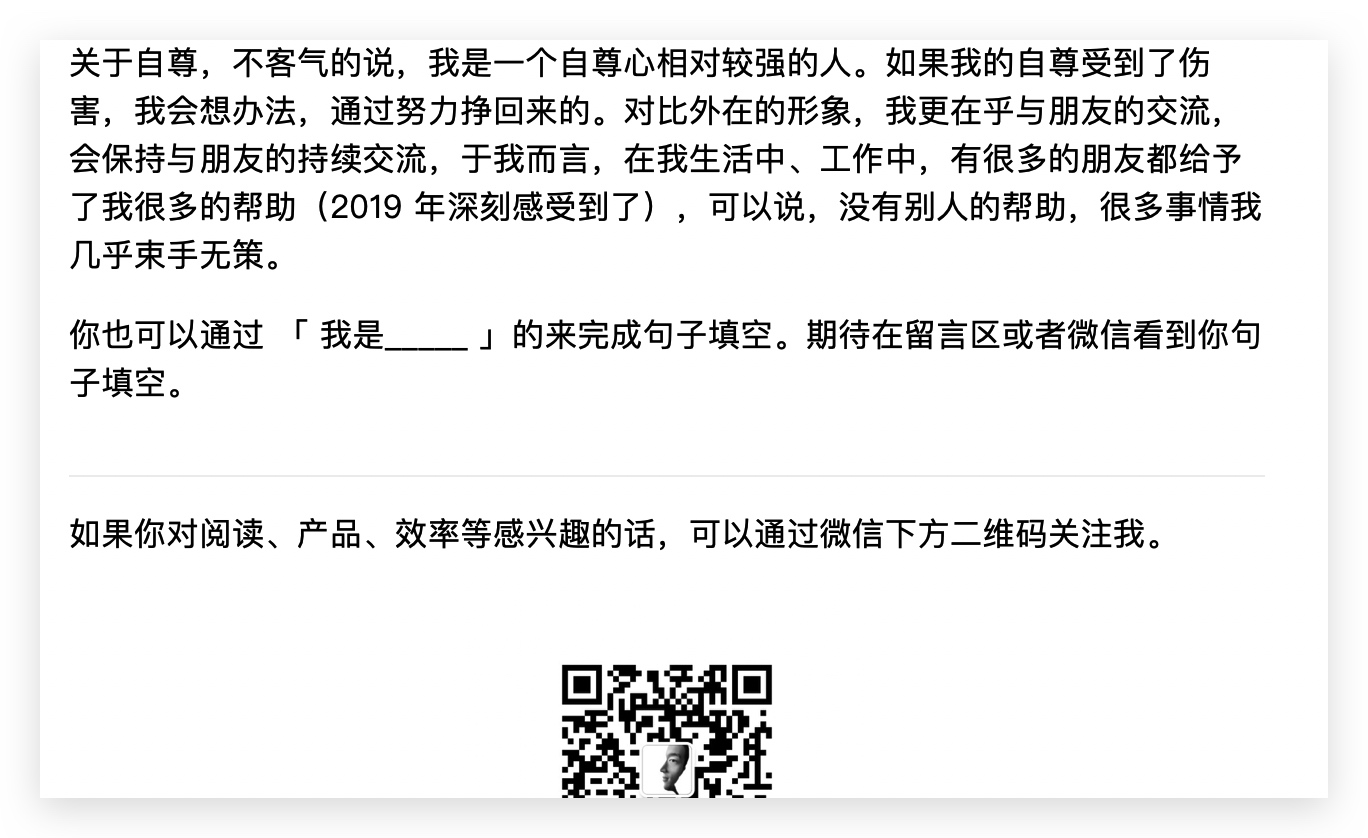 关于自尊，不客气的说，我是一个自尊心相对较强的人。如果我的自尊受到了伤
害，我会想办法，通过努力挣回来的。对比外在的形象，我更在乎与朋友的交流，
会保持与朋友的持续交流，于我而言，在我生活中、工作中，有很多的朋友都给予
了我很多的帮助（2019 年深刻感受到了），可以说，没有别人的帮助，很多事情我
几乎束手无策。
你也可以通过 「 我是_____ 」的来完成句子填空。期待在留言区或者微信看到你句
子填空。
如果你对阅读、产品、效率等感兴趣的话，可以通过微信下方二维码关注我。